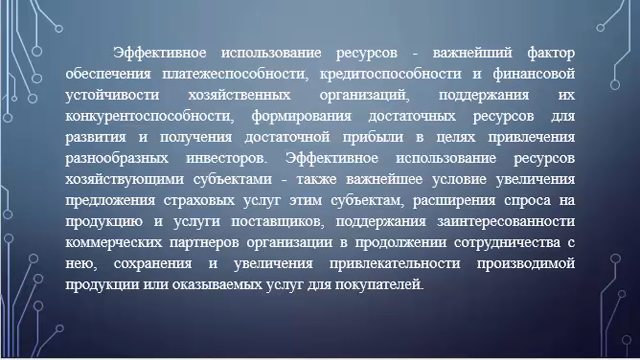 Эффективное использование ресурсов - важнейший фактор
обеспечения платежеспособности, кредитоспособности и финансовой
устойчивости хозяйственных организаций, поддержания их
конкурентоспособности, формирования достаточных ресурсов для
развития и получения достаточной прибыли в целях привлечения
разнообразных инвесторов. Эффективное использование ресурсов
хозяйствующими субъектами - также важнейшее условие увеличения
предложения страховых услуг этим субъектам, расширения спроса на
продукцию и услуги поставщиков, поддержания заинтересованности
коммерческих партнеров организации в продолжении сотрудничества с
нею, сохранения и увеличения привлекательности производимой
продукции или оказываемых услуг для покупателей.